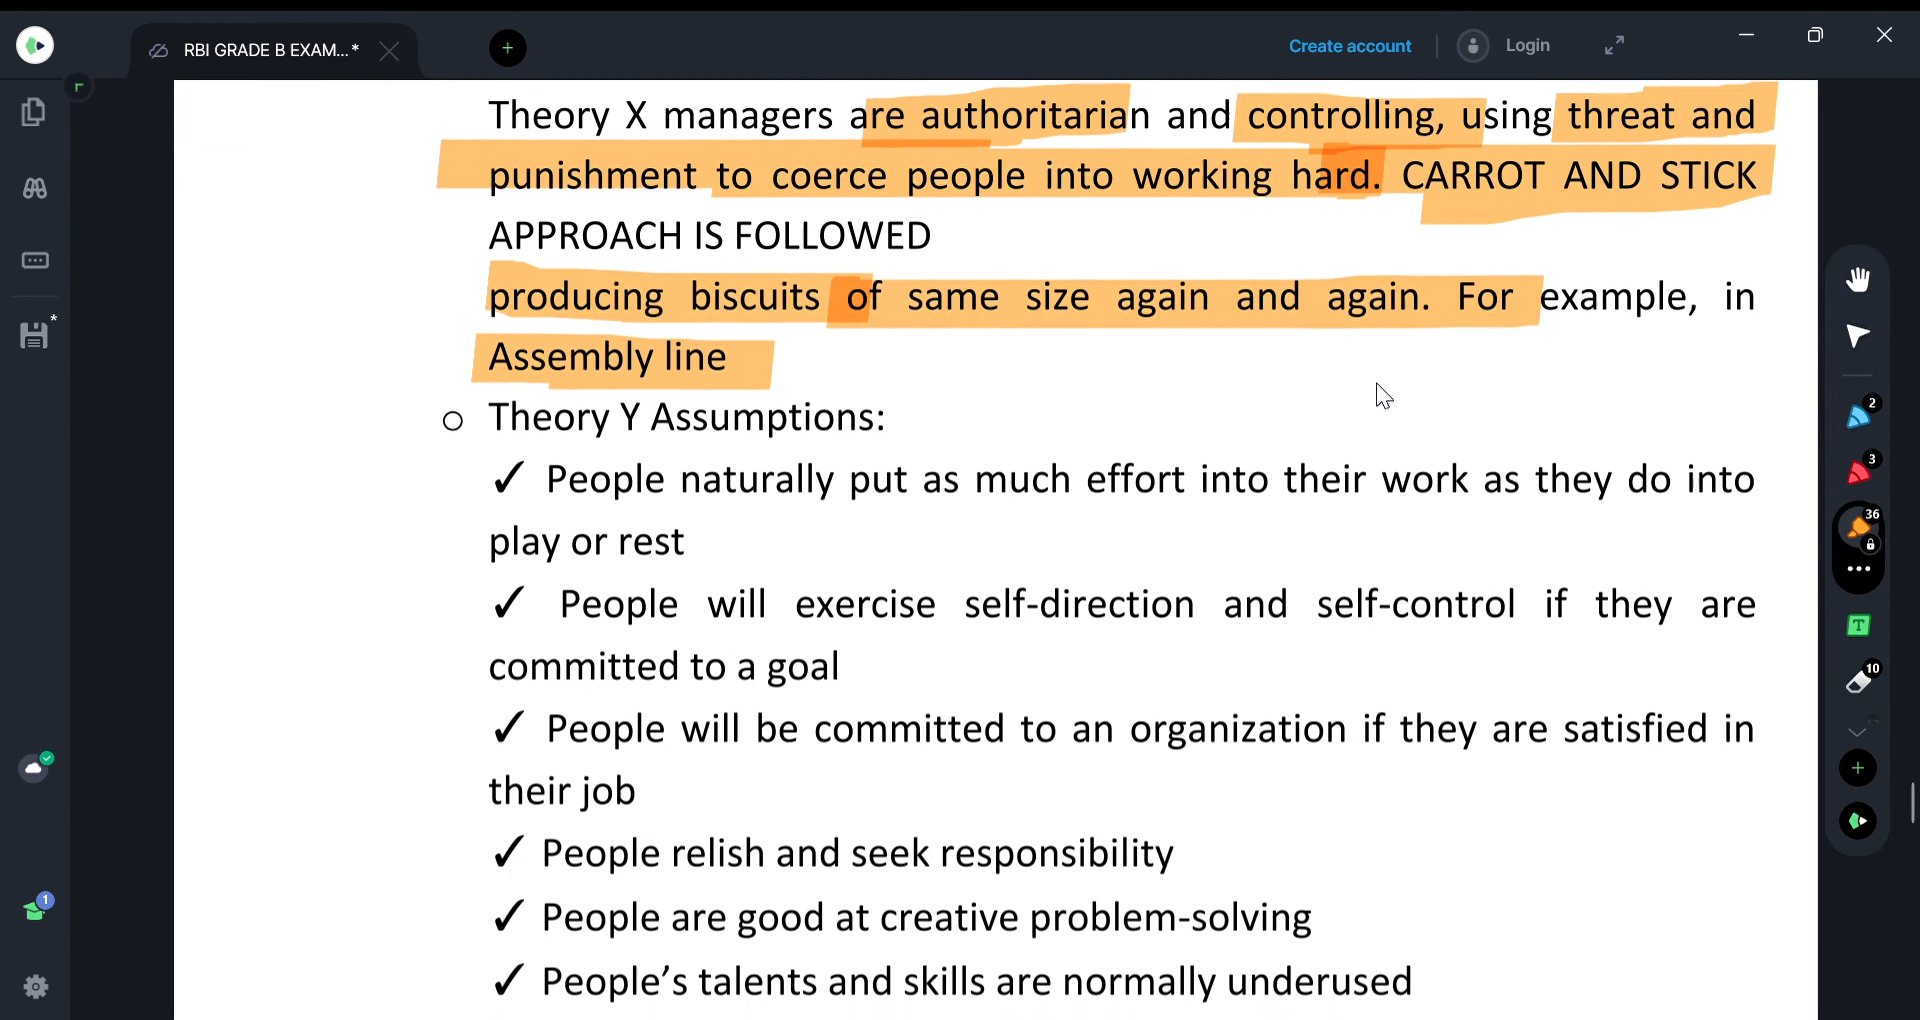 RBI GRADE B EXAM...*
Create account
Login
Theory X managers are authoritarian and controlling, using threat and
punishment to coerce people into working hard. CARROT AND STICK
APPROACH IS FOLLOWED
producing biscuits of same size again and again. For example, in
Assembly line
○ Theory Y Assumptions:
✓ People naturally put as much effort into their work as they do into
play or rest
✓ People will exercise self-direction and self-control if they are
committed to a goal
✓ People will be committed to an organization if they are satisfied in
their job
✓ People relish and seek responsibility
✓ People are good at creative problem-solving
✓ People’s talents and skills are normally underused
2
3
36
T
10
1